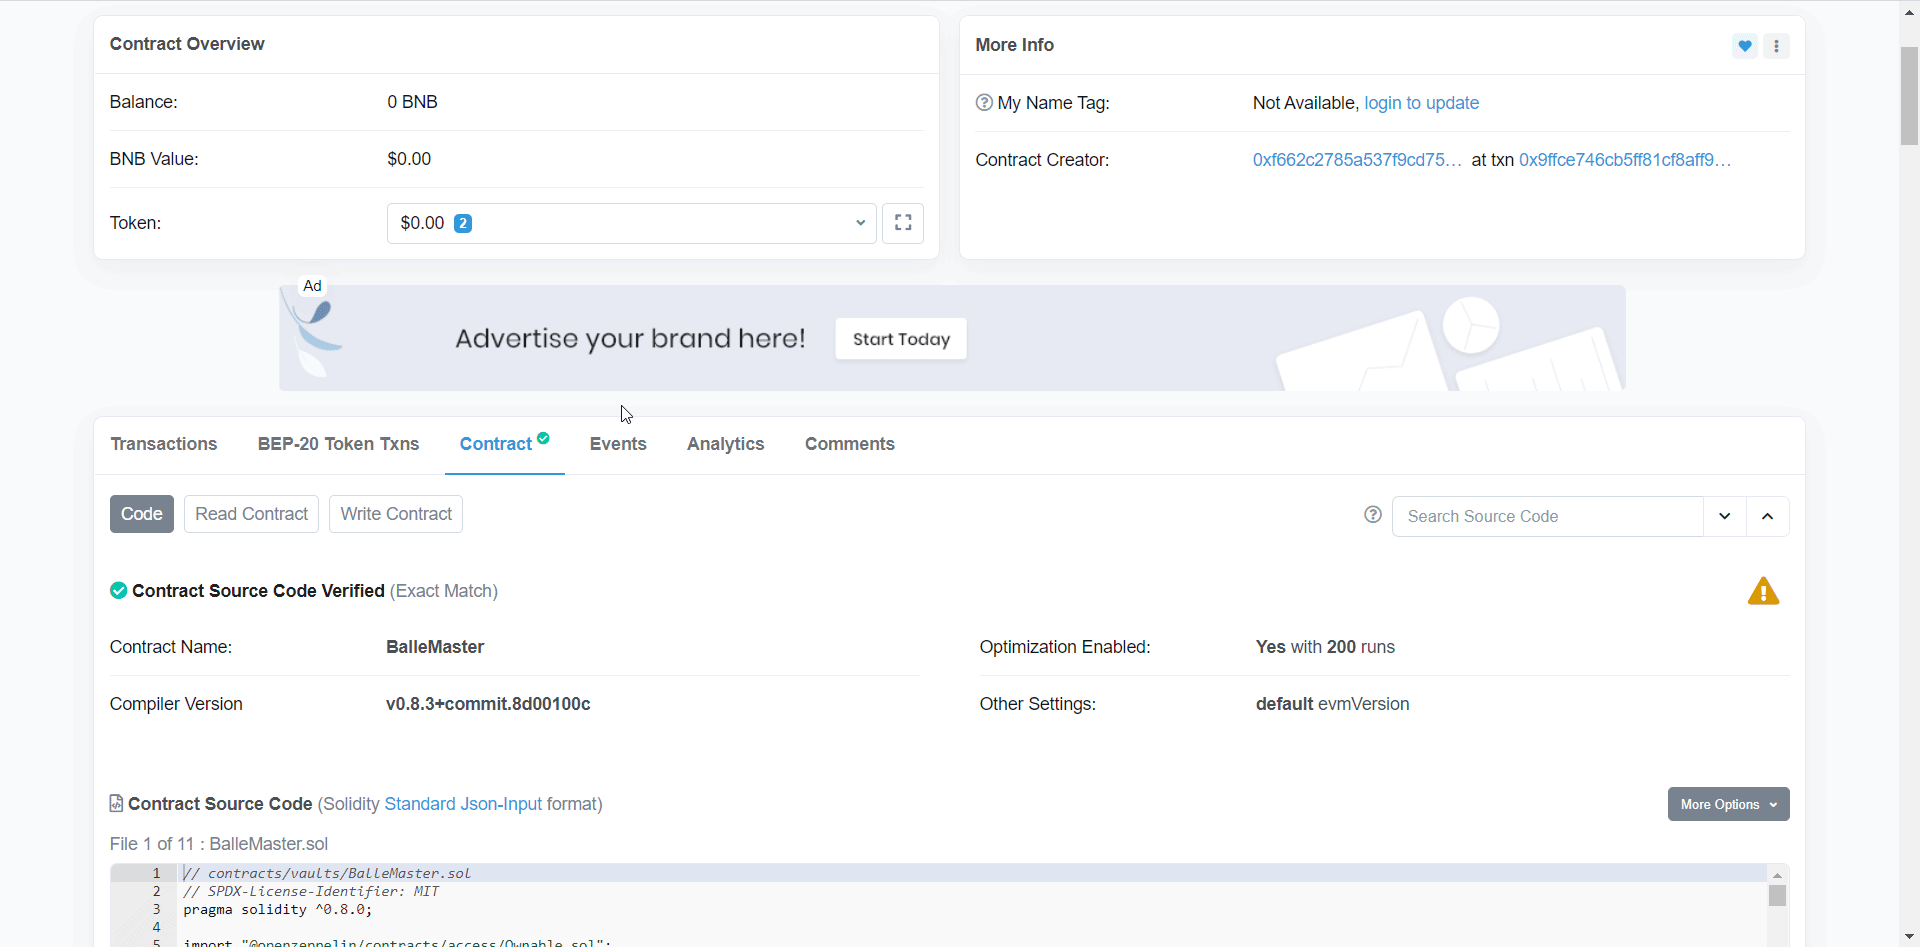 Contract Overview
Balance: 0 BNB
BNB Value: $0.00
Token: $0.00 2
More Info
My Name Tag: Not Available, login to update
Contract Creator: 0xf662c2785a537f9cd75... at txn 0x9ffce746cb5ff81cf8aff9...
Ad
Advertise your brand here! Start Today
Transactions BEP-20 Token Txns Contract Events Analytics Comments
Code Read Contract Write Contract Search Source Code
Contract Source Code Verified (Exact Match)
Contract Name: BalleMaster Optimization Enabled: Yes with 200 runs
Compiler Version v0.8.3+commit.8d00100c Other Settings: default evmVersion
Contract Source Code (Solidity Standard Json-Input format) More Options
File 1 of 11 : BalleMaster.sol
1 // contracts/vaults/BalleMaster.sol
2 // SPDX-License-Identifier: MIT
3 pragma solidity ^0.8.0;
4
5 import "@openzeppelin/contracts/access/Ownable.sol";